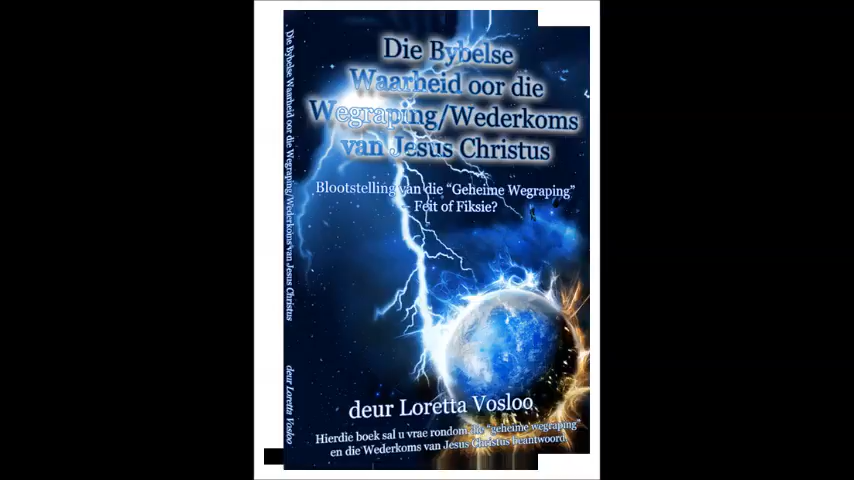 Die Bybelse
Waarheid oor die
Wegraping/Wederkoms
van Jesus Christus
Blootstelling van die “Geheime Wegraping”
– Feit of Fiksie?
deur Loretta Vosloo
Hierdie boek sal u vrae rondom die “geheime wegraping”
en die Wederkoms van Jesus Christus beantwoord.
Die Bybelse Waarheid oor die Wegraping/Wederkoms van Jesus Christus
deur Loretta Vosloo